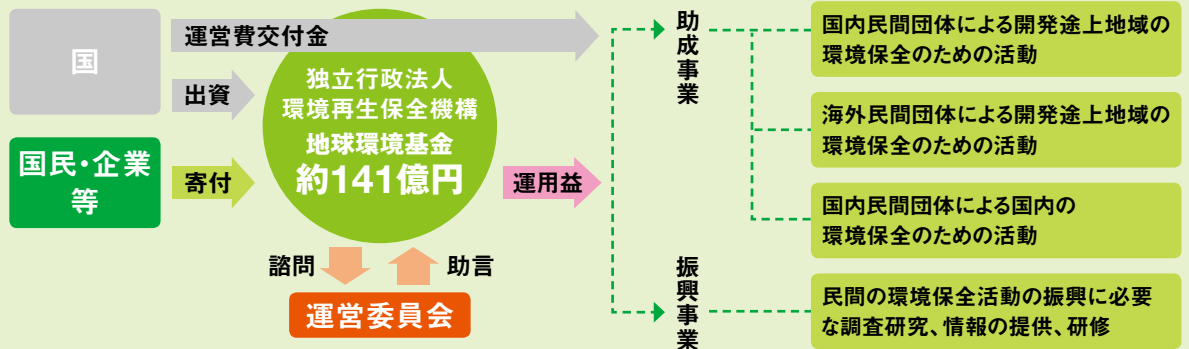 国
運営費交付金
出資
国民・企業
等
寄付
独立行政法人
環境再生保全機構
地球環境基金
約141億円
運用益
諮問
助言
運営委員会
助成事業
国内民間団体による開発途上地域の
環境保全のための活動
海外民間団体による開発途上地域の
環境保全のための活動
国内民間団体による国内の
環境保全のための活動
振興事業
民間の環境保全活動の振興に必要
な調査研究、情報の提供、研修